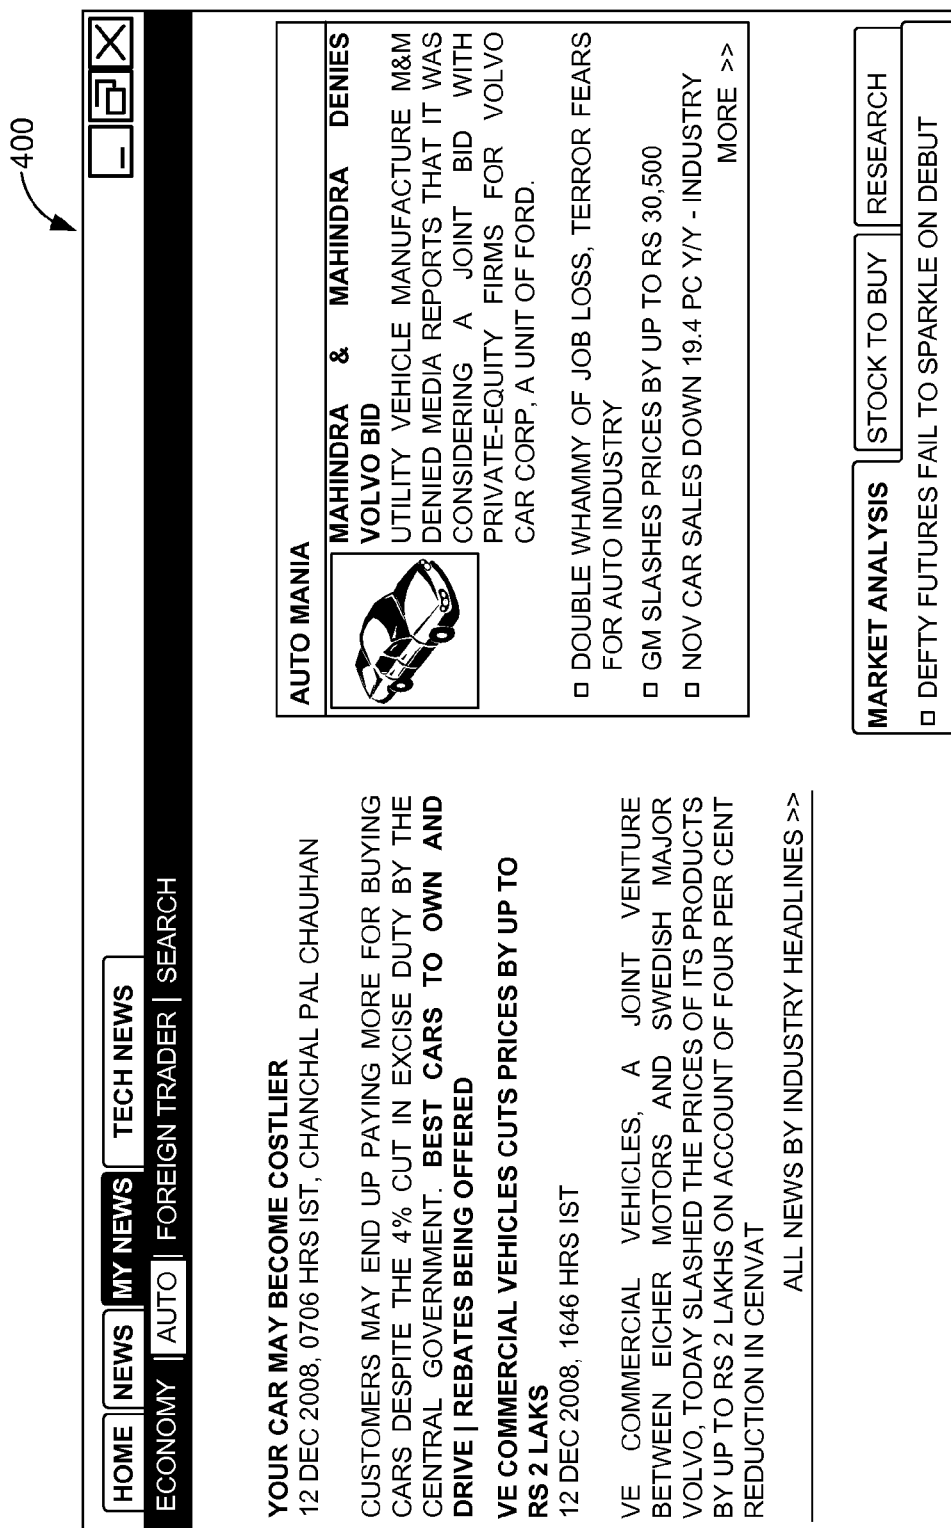 400
HOME NEWS MY NEWS TECH NEWS
ECONOMY | AUTO | FOREIGN TRADER | SEARCH
YOUR CAR MAY BECOME COSTLIER
12 DEC 2008, 0706 HRS IST, CHANCHAL PAL CHAUHAN
CUSTOMERS MAY END UP PAYING MORE FOR BUYING
CARS DESPITE THE 4% CUT IN EXCISE DUTY BY THE
CENTRAL GOVERNMENT. BEST CARS TO OWN AND
DRIVE | REBATES BEING OFFERED
VE COMMERCIAL VEHICLES CUTS PRICES BY UP TO
RS 2 LAKS
12 DEC 2008, 1646 HRS IST
VE COMMERCIAL VEHICLES, A JOINT VENTURE
BETWEEN EICHER MOTORS AND SWEDISH MAJOR
VOLVO, TODAY SLASHED THE PRICES OF ITS PRODUCTS
BY UP TO RS 2 LAKHS ON ACCOUNT OF FOUR PER CENT
REDUCTION IN CENVAT
ALL NEWS BY INDUSTRY HEADLINES >>
AUTO MANIA
MAHINDRA & MAHINDRA DENIES
VOLVO BID
UTILITY VEHICLE MANUFACTURE M&M
DENIED MEDIA REPORTS THAT IT WAS
CONSIDERING A JOINT BID WITH
PRIVATE-EQUITY FIRMS FOR VOLVO
CAR CORP, A UNIT OF FORD.
DOUBLE WHAMMY OF JOB LOSS, TERROR FEARS
FOR AUTO INDUSTRY
GM SLASHES PRICES BY UP TO RS 30,500
NOV CAR SALES DOWN 19.4 PC Y/Y - INDUSTRY
MORE >>
MARKET ANALYSIS STOCK TO BUY RESEARCH
DEFTY FUTURES FAIL TO SPARKLE ON DEBUT